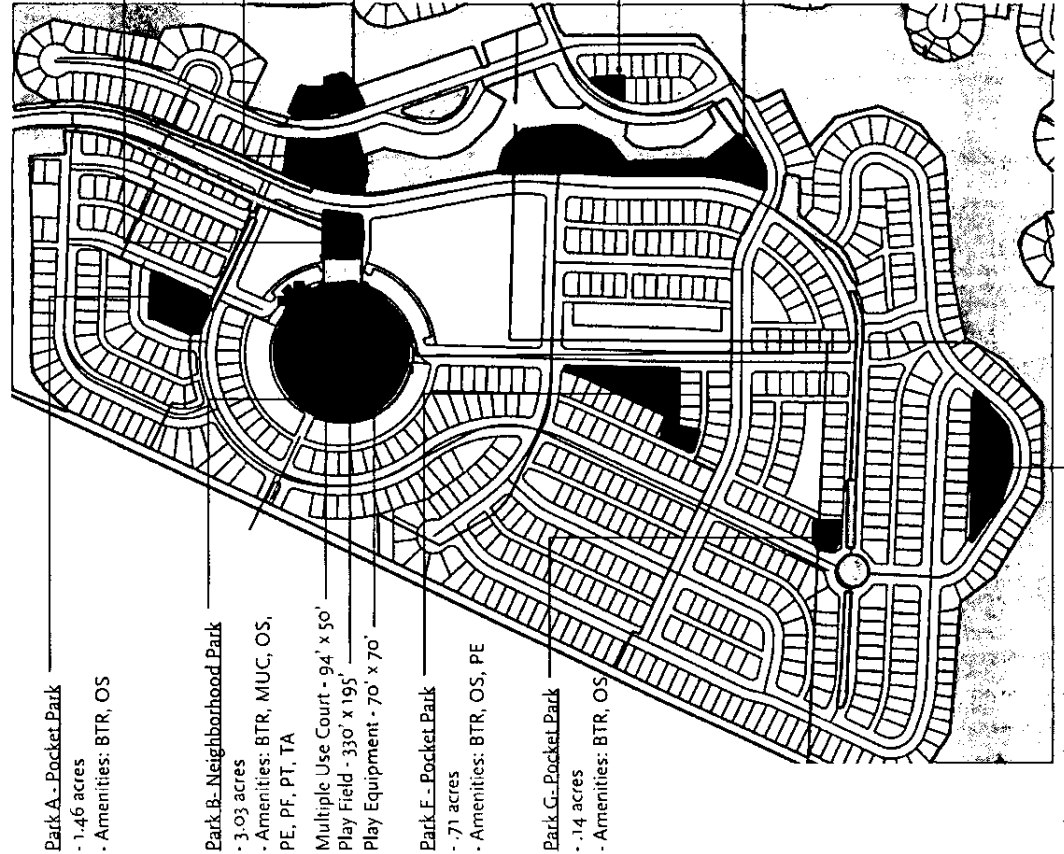 Park A - Pocket Park
- 1.46 acres
- Amenities: BTR, OS
Park B- Neighborhood Park
- 3.03 acres
- Amenities: BTR, MUC, OS,
PE, PF, PT, TA
Multiple Use Court - 94' x 50'
Play Field - 330' x 195'
Play Equipment - 70' x 70'
Park F - Pocket Park
- .71 acres
- Amenities: BTR, OS, PE
Park G- Pocket Park
- .14 acres
- Amenities: BTR, OS